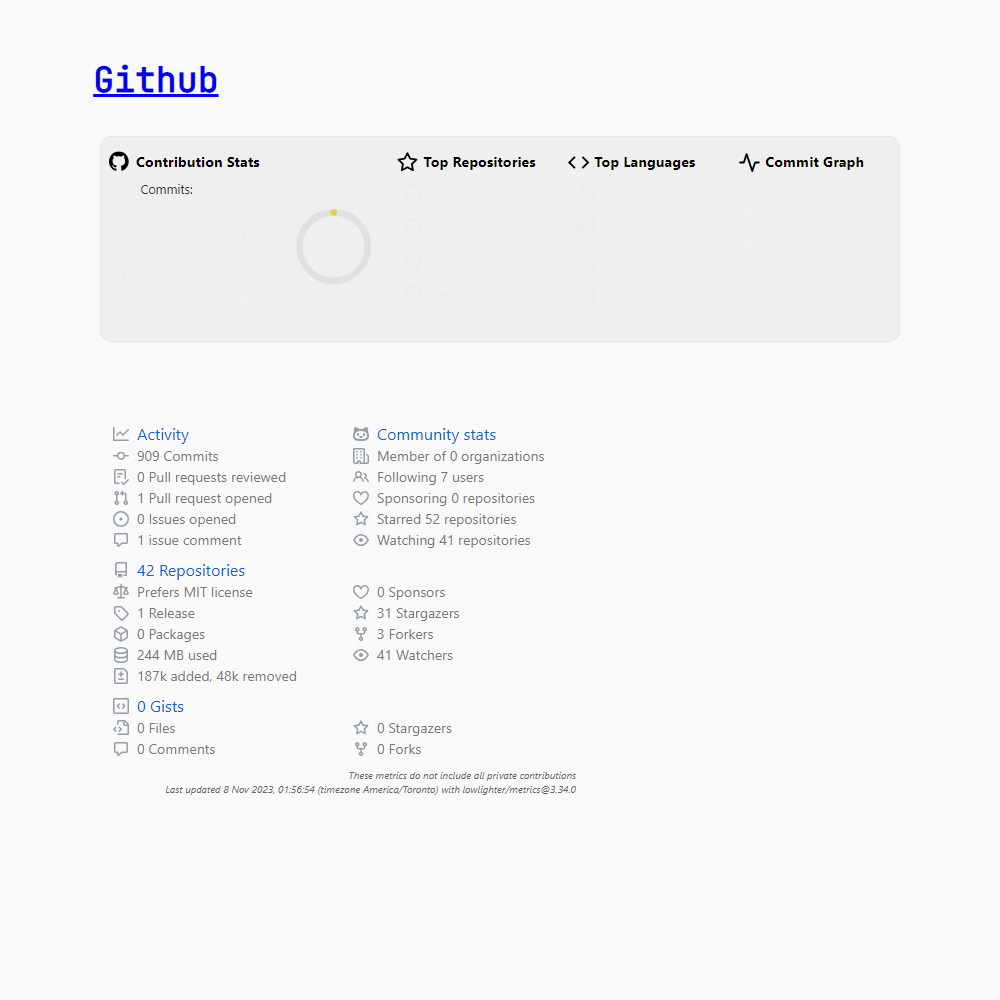 Github
Contribution Stats
Top Repositories
Top Languages
Commit Graph
Commits:
Activity
909 Commits
0 Pull requests reviewed
1 Pull request opened
0 Issues opened
1 issue comment
Community stats
Member of 0 organizations
Following 7 users
Sponsoring 0 repositories
Starred 52 repositories
Watching 41 repositories
42 Repositories
Prefers MIT license
1 Release
0 Packages
244 MB used
187k added, 48k removed
0 Sponsors
31 Stargazers
3 Forkers
41 Watchers
0 Gists
0 Files
0 Comments
0 Stargazers
0 Forks
These metrics do not include all private contributions
Last updated 8 Nov 2023, 01:56:54 (timezone America/Toronto) with lowlighter/metrics@3.34.0